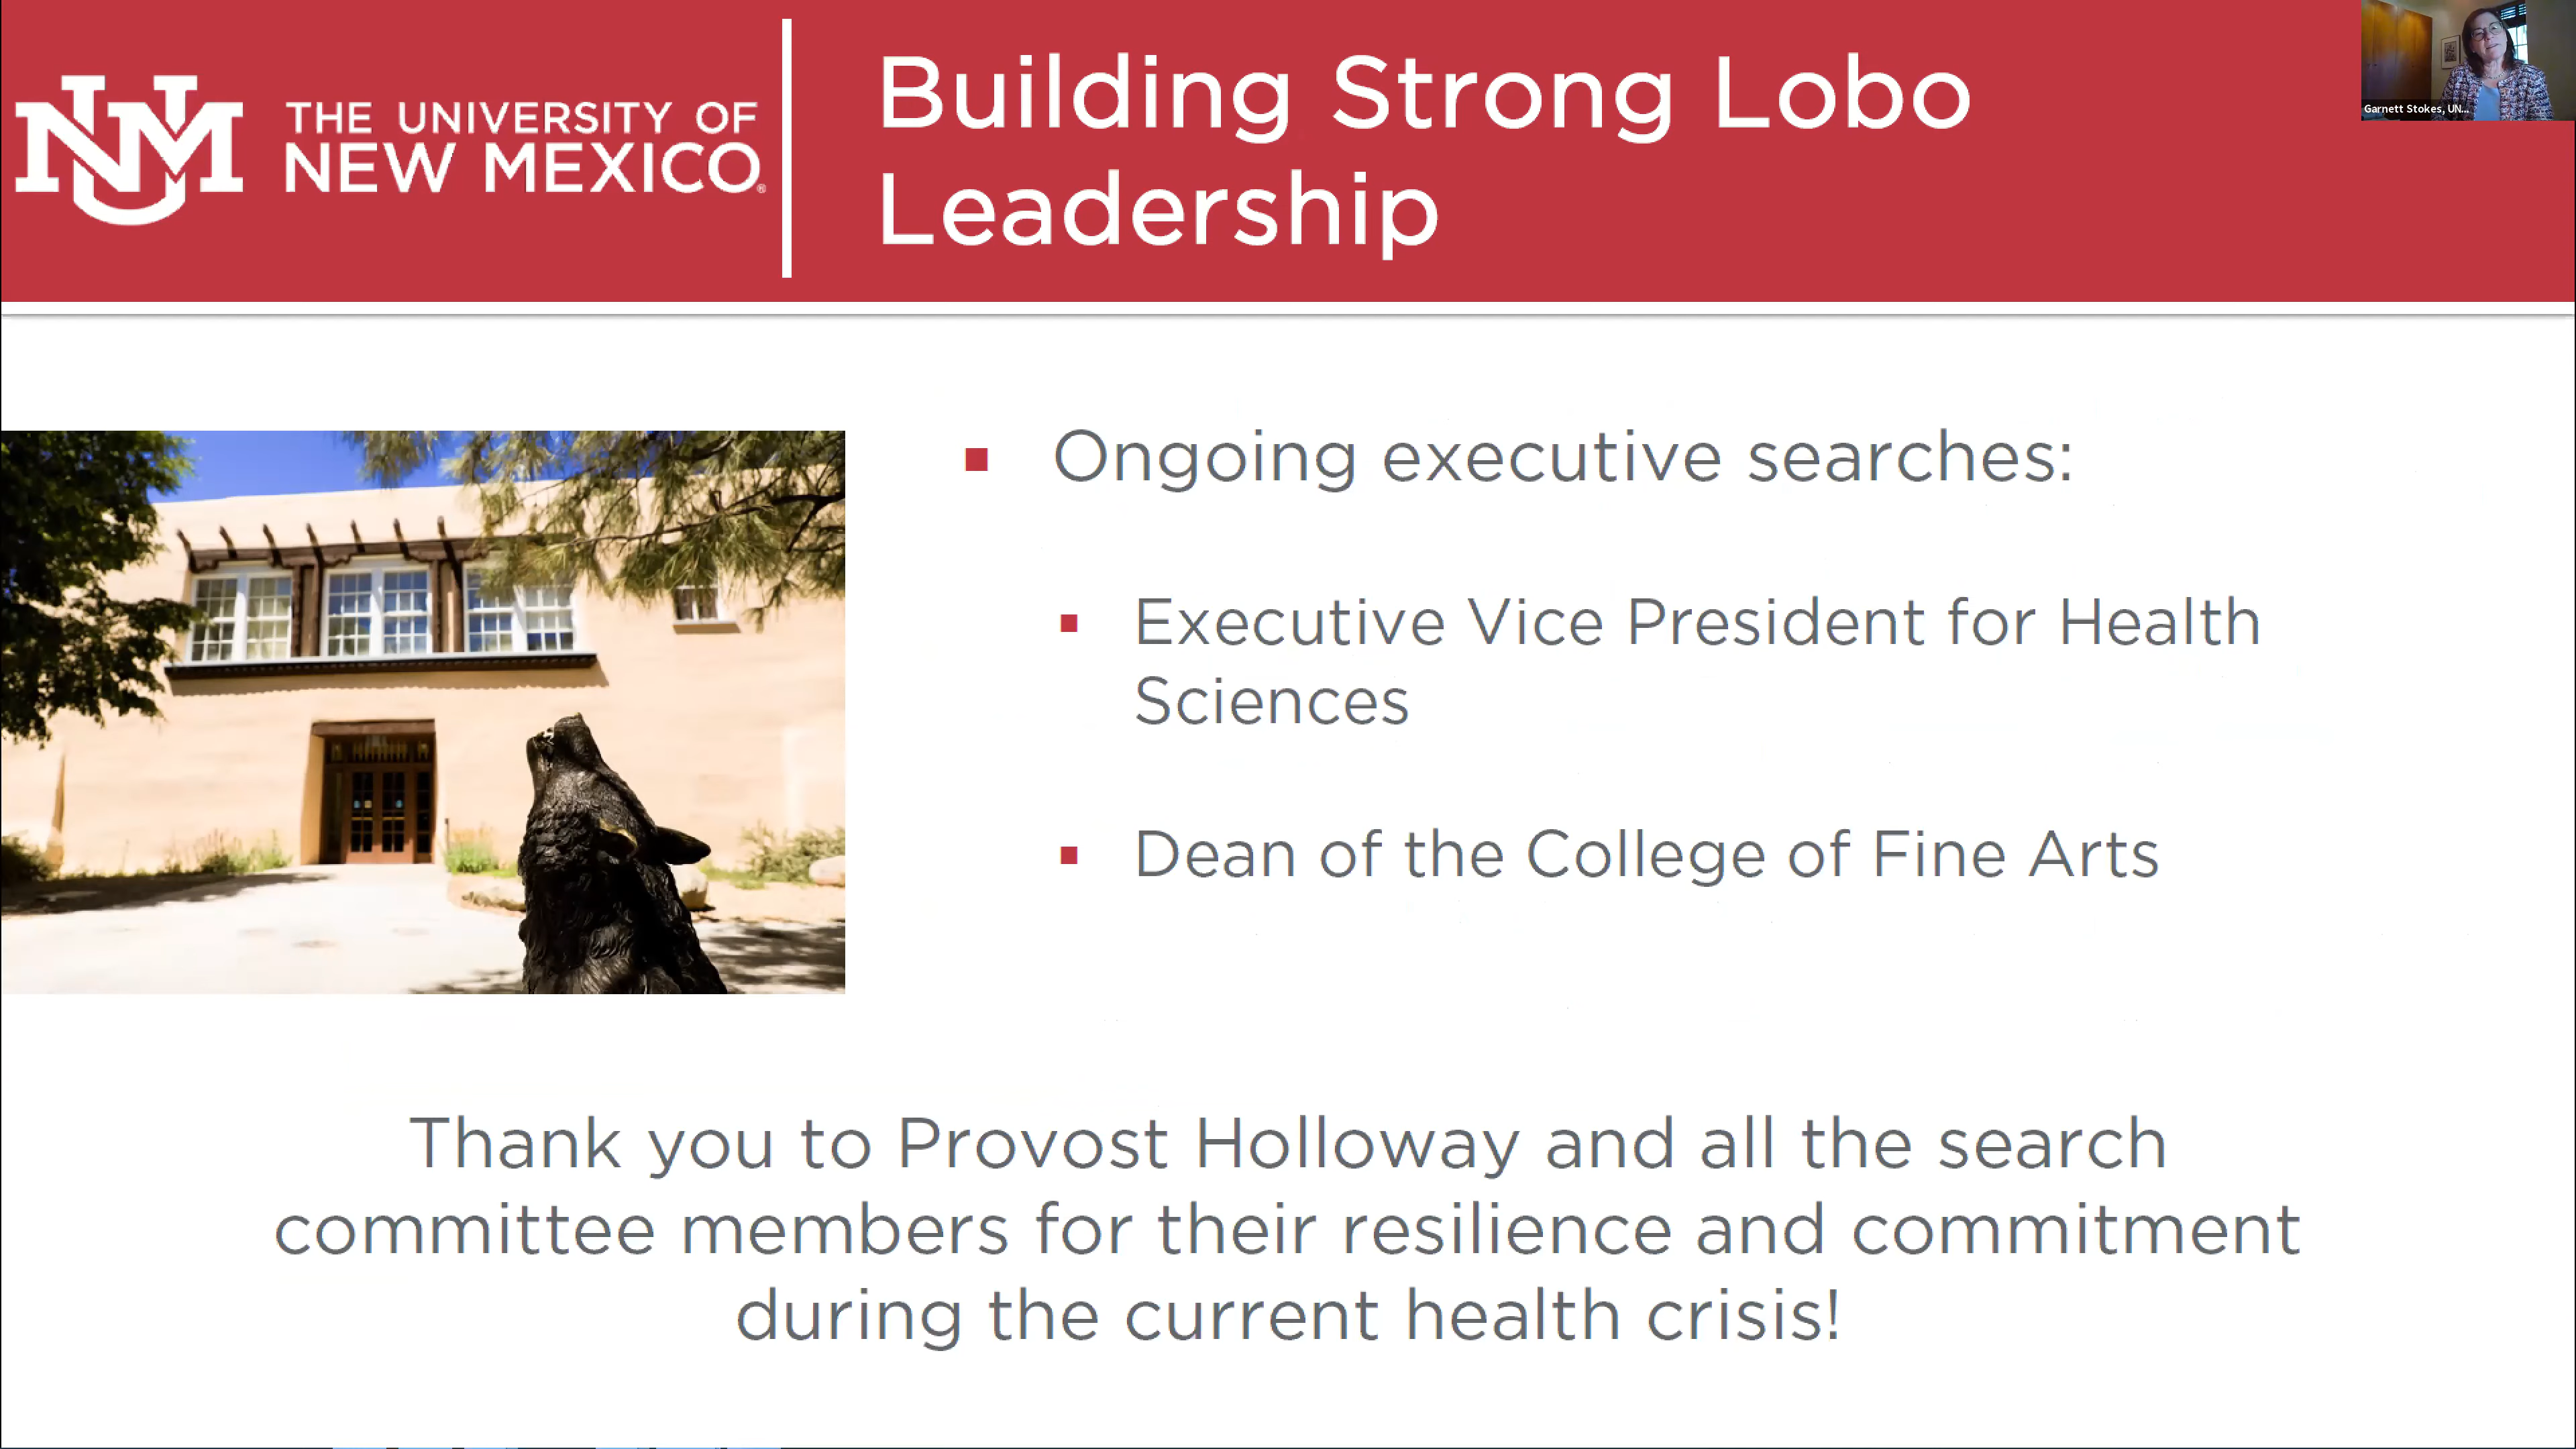 UNM
THE UNIVERSITY OF
NEW MEXICO®
Building Strong Lobo
Leadership
Garnett Stokes, UN...
▪ Ongoing executive searches:
▪ Executive Vice President for Health
Sciences
▪ Dean of the College of Fine Arts
Thank you to Provost Holloway and all the search
committee members for their resilience and commitment
during the current health crisis!